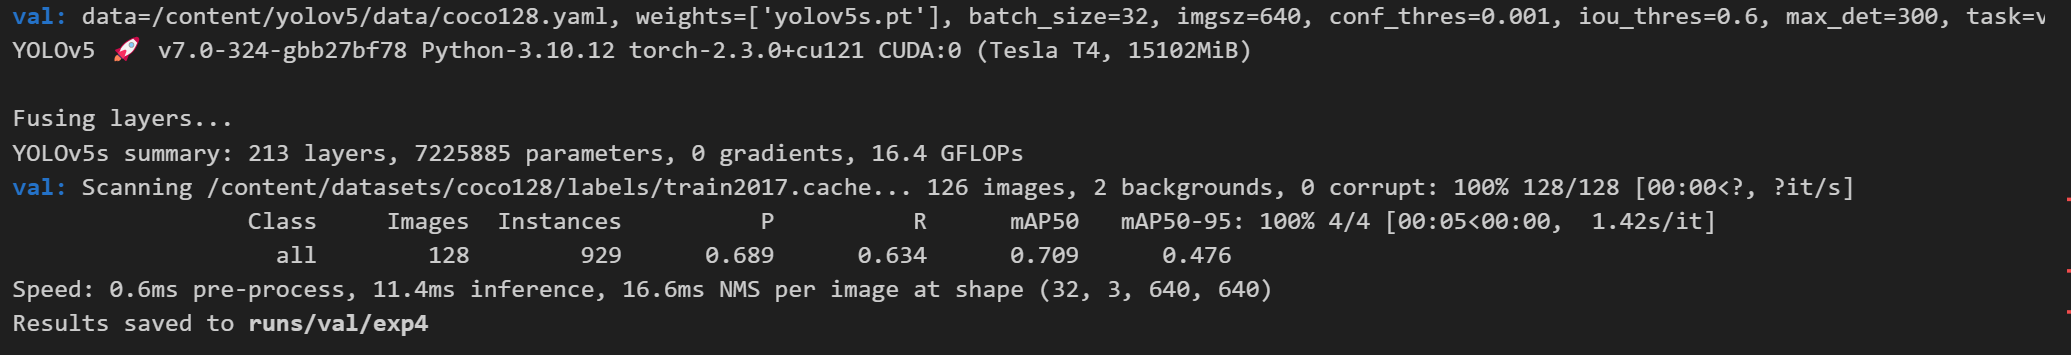 val: data=/content/yolov5/data/coco128.yaml, weights=['yolov5s.pt'], batch_size=32, imgsz=640, conf_thres=0.001, iou_thres=0.6, max_det=300, task=v
YOLOv5 🚀 v7.0-324-gbb27bf78 Python-3.10.12 torch-2.3.0+cu121 CUDA:0 (Tesla T4, 15102MiB)
Fusing layers...
YOLOv5s summary: 213 layers, 7225885 parameters, 0 gradients, 16.4 GFLOPs
val: Scanning /content/datasets/coco128/labels/train2017.cache... 126 images, 2 backgrounds, 0 corrupt: 100% 128/128 [00:00<?, ?it/s]
Class Images Instances P R mAP50 mAP50-95: 100% 4/4 [00:05<00:00, 1.42s/it]
all 128 929 0.689 0.634 0.709 0.476
Speed: 0.6ms pre-process, 11.4ms inference, 16.6ms NMS per image at shape (32, 3, 640, 640)
Results saved to runs/val/exp4